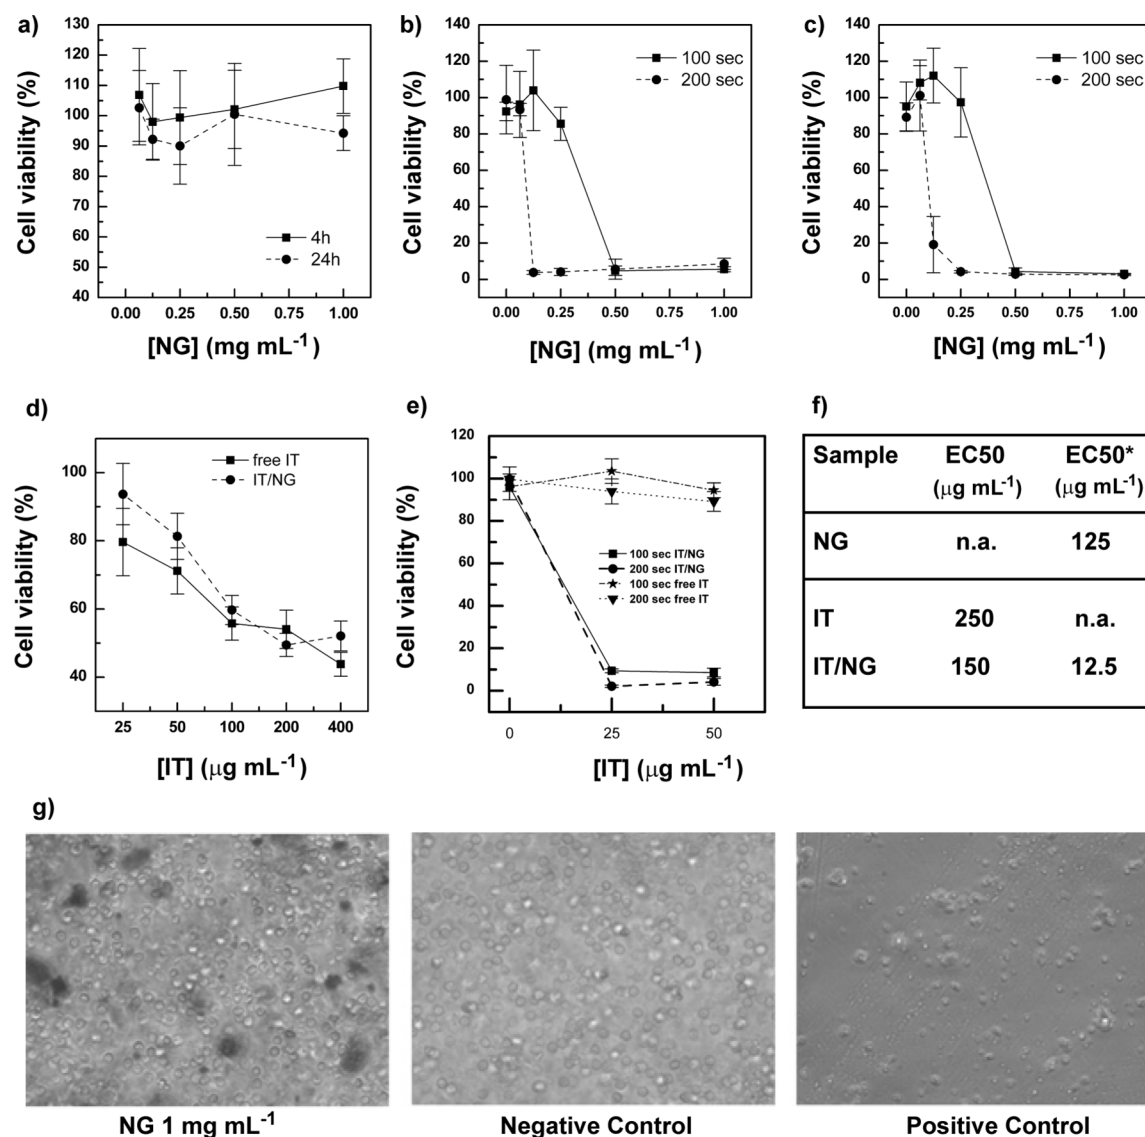 a)
130
120
110
100
90
80
70
60
50
40
Cell viability (%)
4h
24h
0.00 0.25 0.50 0.75 1.00
[NG] (mg mL-1)
b)
140
120
100
80
60
40
20
0
Cell viability (%)
100 sec
200 sec
0.00 0.25 0.50 0.75 1.00
[NG] (mg mL-1)
c)
140
120
100
80
60
40
20
0
Cell viability (%)
100 sec
200 sec
0.00 0.25 0.50 0.75 1.00
[NG] (mg mL-1)
d)
100
80
60
40
Cell viability (%)
free IT
IT/NG
25 50 100 200 400
[IT] (μg mL-1)
e)
120
100
80
60
40
20
0
Cell viability (%)
100 sec IT/NG
200 sec IT/NG
100 sec free IT
200 sec free IT
0 25 50
[IT] (μg mL-1)
f)
Sample EC50 EC50*
(μg mL-1) (μg mL-1)
NG n.a. 125
IT 250 n.a.
IT/NG 150 12.5
g)
NG 1 mg mL-1
Negative Control
Positive Control